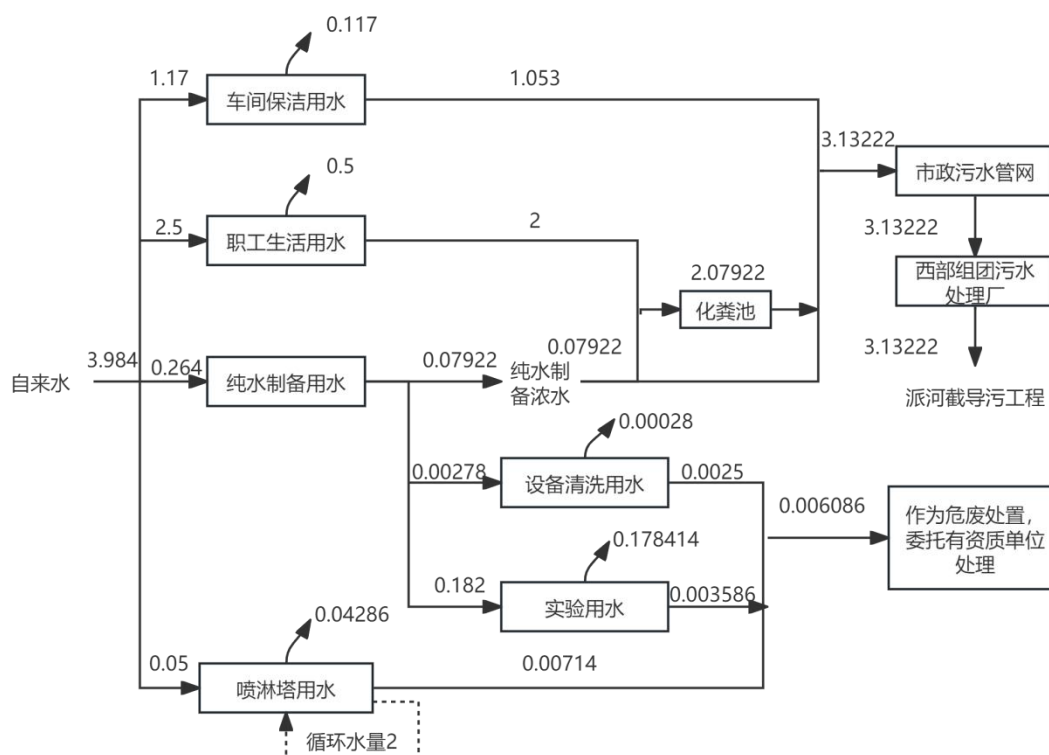 0.117
1.17
车间保洁用水
1.053
3.13222
市政污水管网
0.5
2.5
职工生活用水
2
3.13222
2.07922
化粪池
西部组团污水
处理厂
3.984
自来水
0.264
纯水制备用水
0.07922
纯水制
备浓水
0.07922
3.13222
派河截导污工程
0.00028
0.00278
设备清洗用水
0.0025
0.006086
作为危废处置，
委托有资质单位
处理
0.178414
0.182
实验用水
0.003586
0.04286
0.05
喷淋塔用水
0.00714
循环水量2